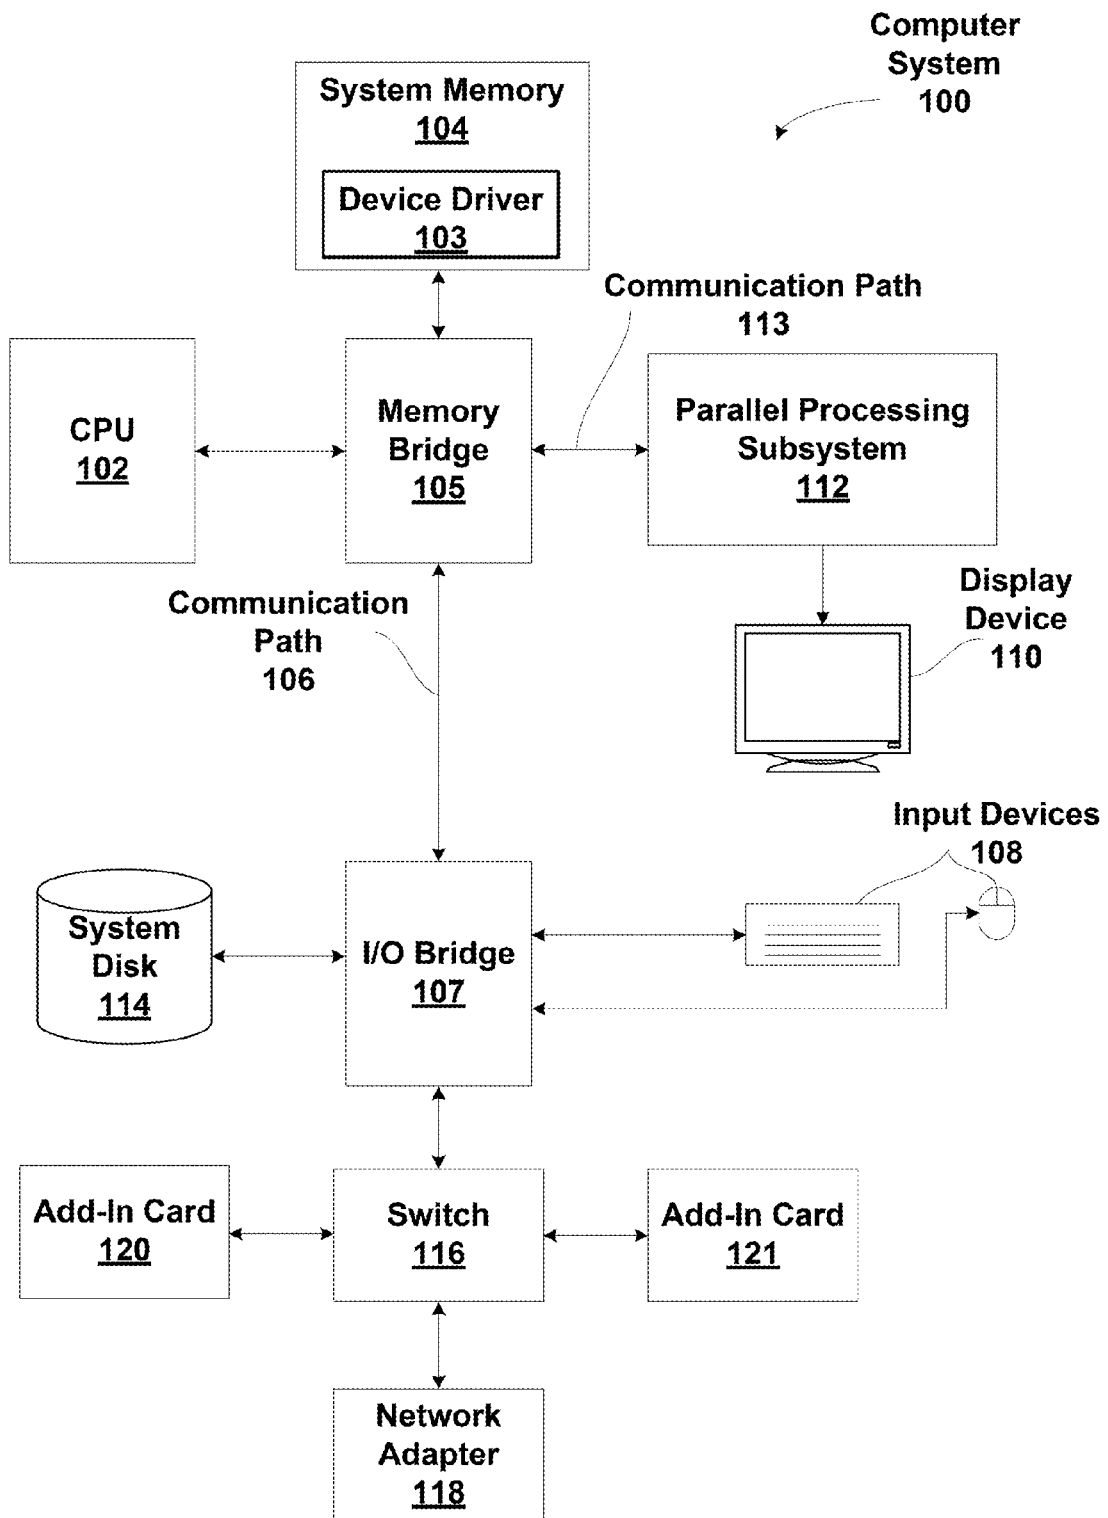 Computer
System
100
System Memory
104
Device Driver
103
Communication Path
113
CPU
102
Memory
Bridge
105
Parallel Processing
Subsystem
112
Communication
Path
106
Display
Device
110
Input Devices
108
System
Disk
114
I/O Bridge
107
Add-In Card
120
Switch
116
Add-In Card
121
Network
Adapter
118